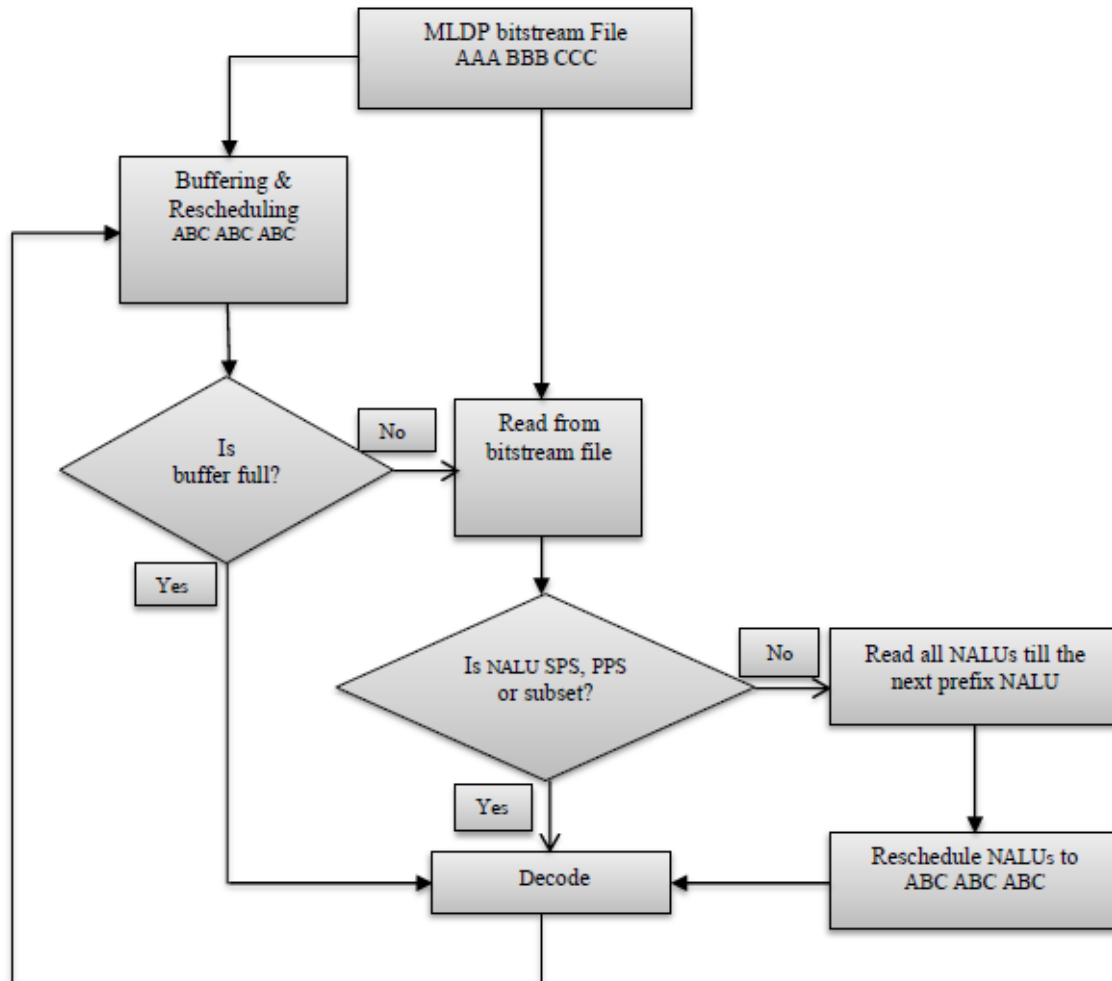 MLDP bitstream File
AAA BBB CCC
Buffering &
Rescheduling
ABC ABC ABC
Is
buffer full?
No
Read from
bitstream file
Yes
Is NALU SPS, PPS
or subset?
No
Read all NALUs till the
next prefix NALU
Yes
Decode
Reschedule NALUs to
ABC ABC ABC